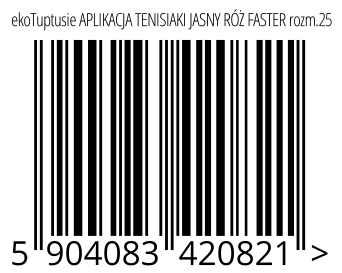 ekoTuptusie APLIKACJA TENISIAKI JASNY RÓŻ FASTER rozm.25
5 904083 420821 >